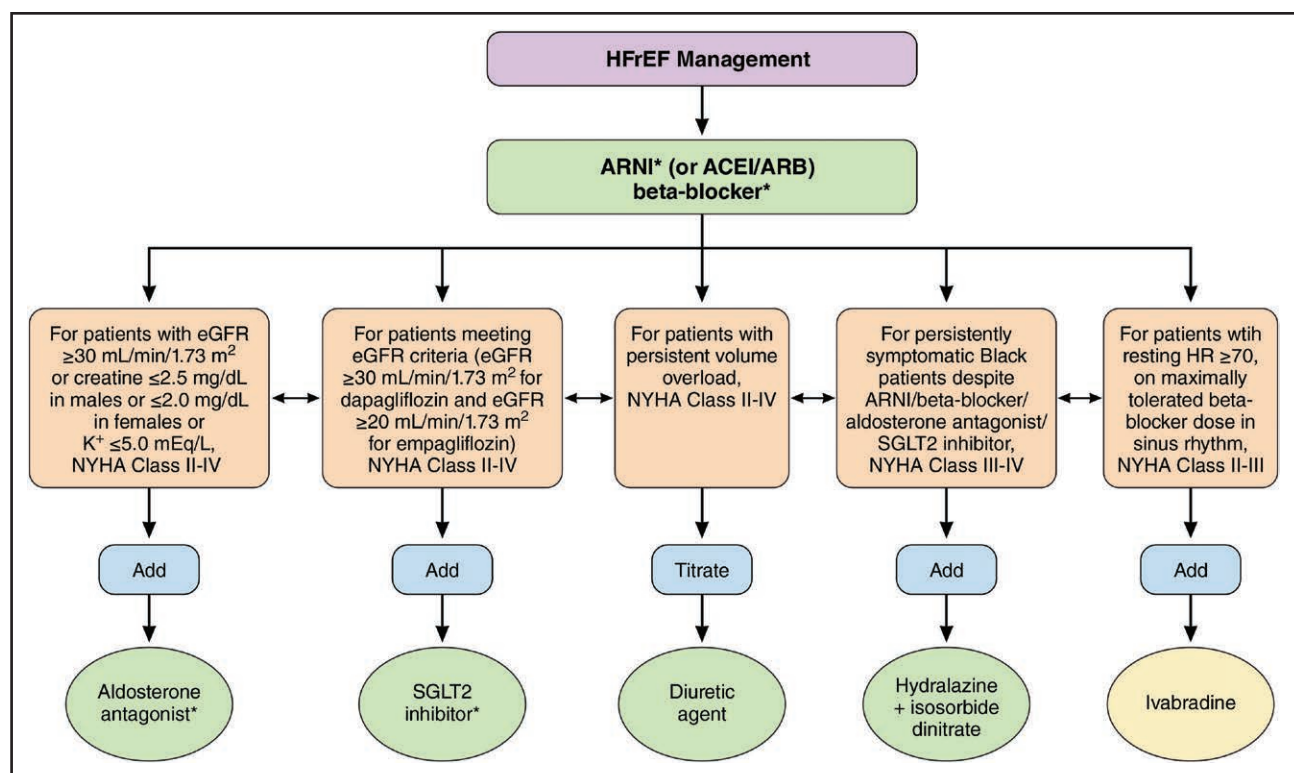 HFrEF Management
ARNI* (or ACEI/ARB)
beta-blocker*
For patients with eGFR
≥30 mL/min/1.73 m²
or creatine ≤2.5 mg/dL
in males or ≤2.0 mg/dL
in females or
K⁺ ≤5.0 mEq/L,
NYHA Class II-IV
For patients meeting
eGFR criteria (eGFR
≥30 mL/min/1.73 m² for
dapagliflozin and eGFR
≥20 mL/min/1.73 m²
for empagliflozin)
NYHA Class II-IV
For patients with
persistent volume
overload,
NYHA Class II-IV
For persistently
symptomatic Black
patients despite
ARNI/beta-blocker/
aldosterone antagonist/
SGLT2 inhibitor,
NYHA Class III-IV
For patients wtih
resting HR ≥70,
on maximally
tolerated beta-
blocker dose in
sinus rhythm,
NYHA Class II-III
Add
Add
Titrate
Add
Add
Aldosterone
antagonist*
SGLT2
inhibitor*
Diuretic
agent
Hydralazine
+ isosorbide
dinitrate
Ivabradine